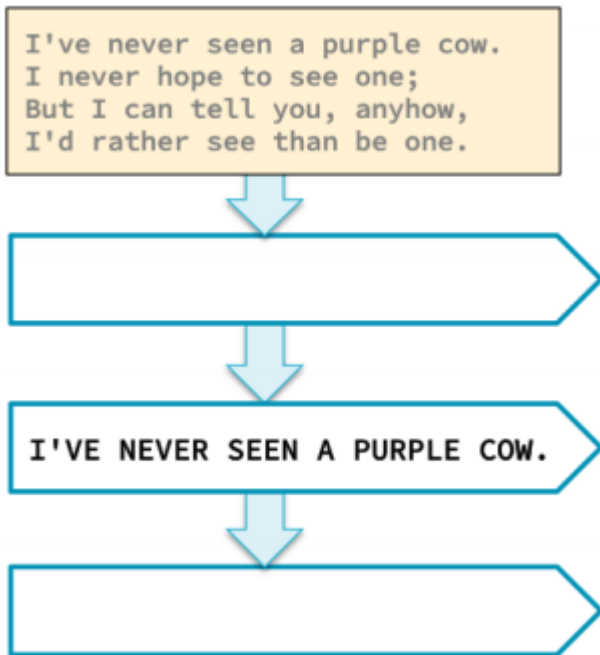 I've never seen a purple cow.
I never hope to see one;
But I can tell you, anyhow,
I'd rather see than be one.
I'VE NEVER SEEN A PURPLE COW.